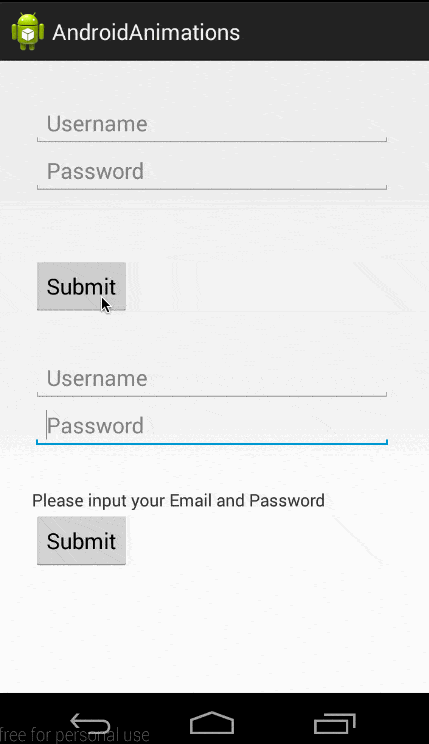 AndroidAnimations
Username
Password
Submit
Username
Password
Please input your Email and Password
Submit
free for personal use